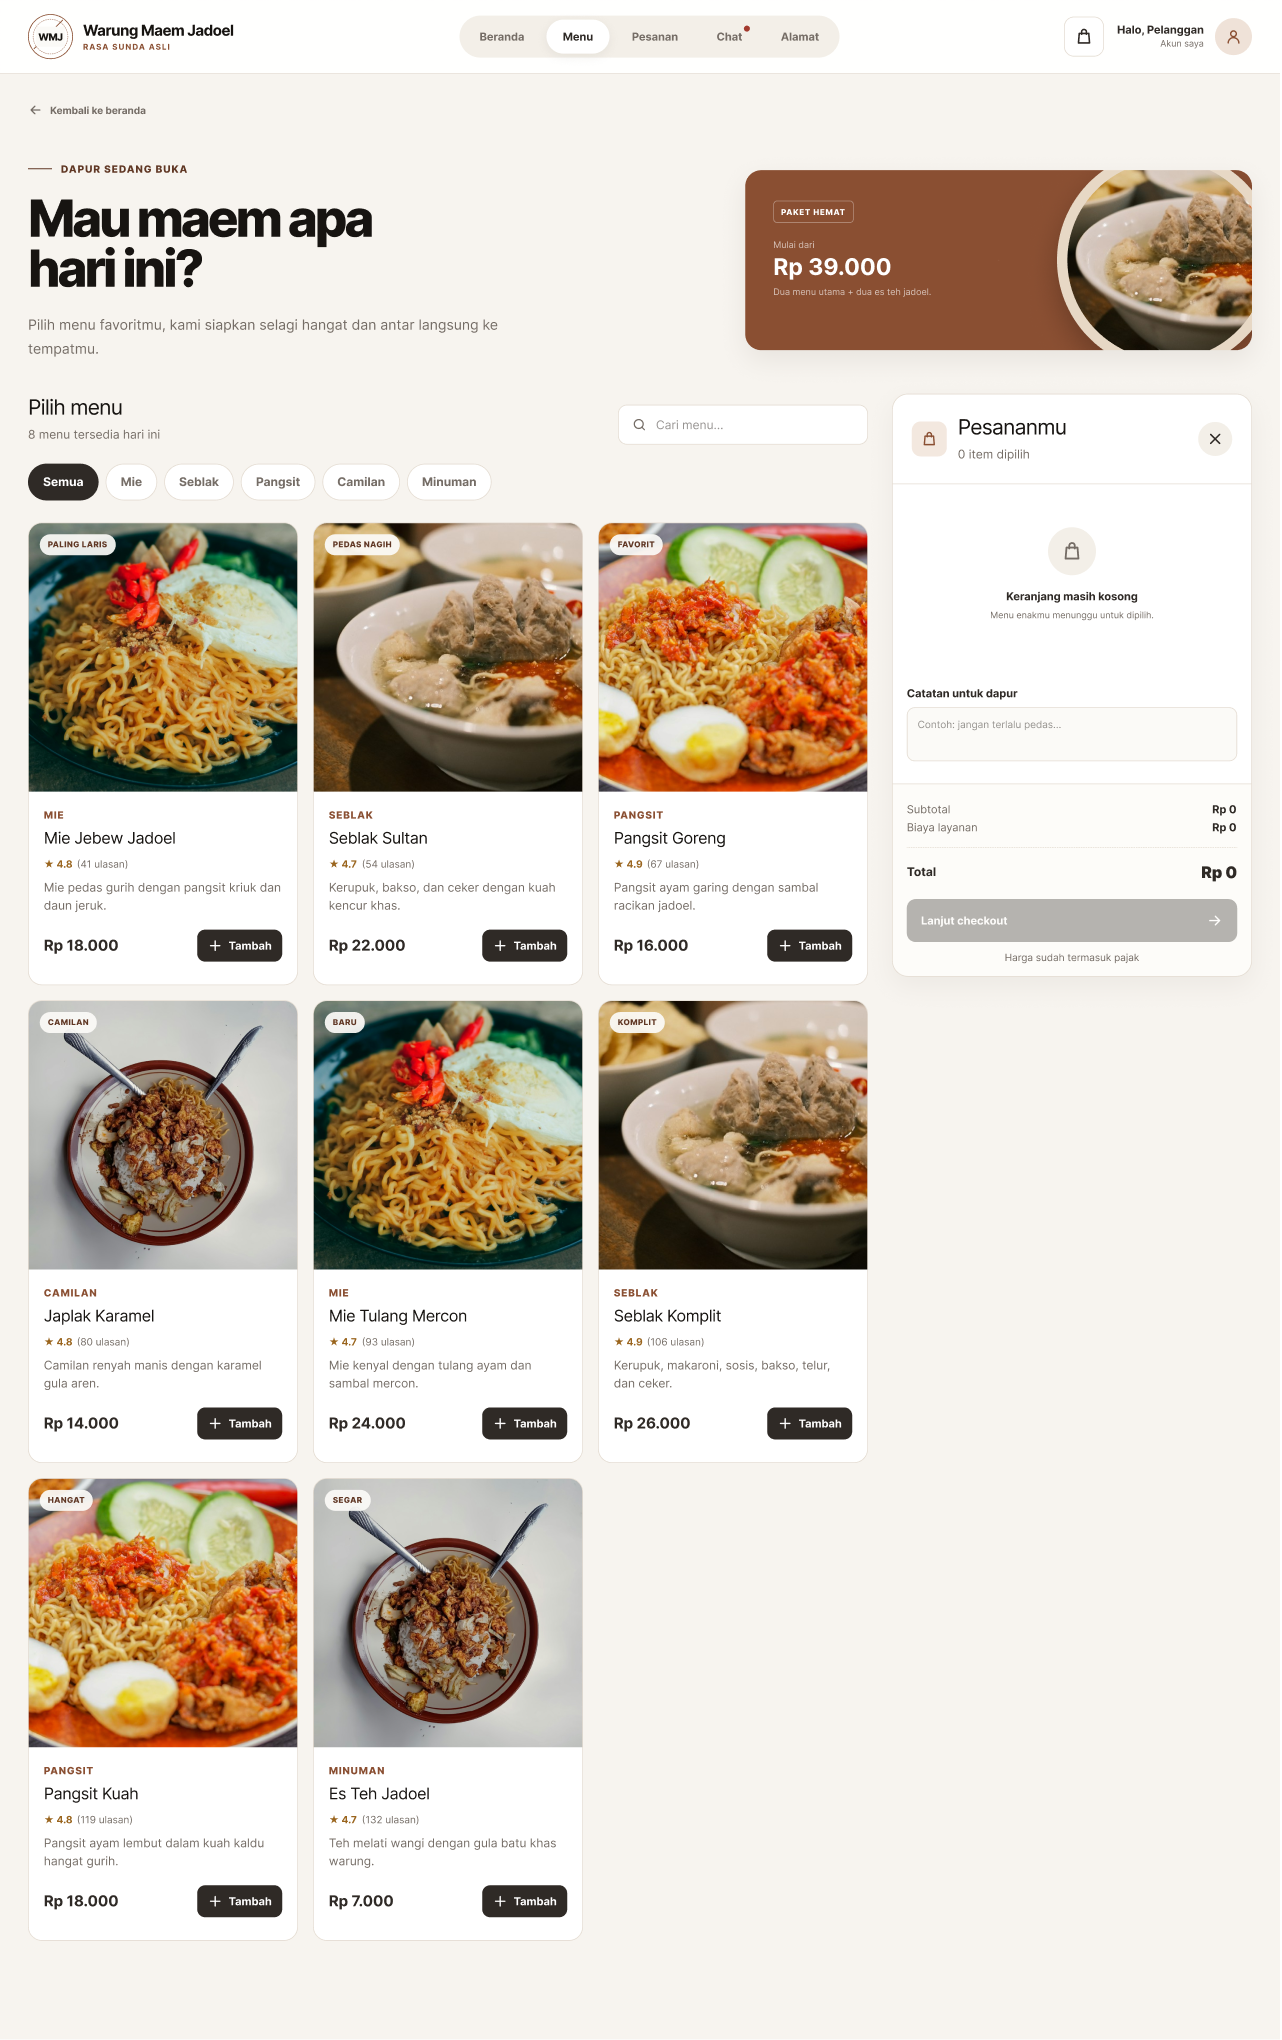 WMJ
Warung Maem Jadoel
RASA SUNDA ASLI
Beranda
Menu
Pesanan
Chat
Alamat
Halo, Pelanggan
Akun saya
Kembali ke beranda
DAPUR SEDANG BUKA
Mau maem apa
hari ini?
Pilih menu favoritmu, kami siapkan selagi hangat dan antar langsung ke
tempatmu.
PAKET HEMAT
Mulai dari
Rp 39.000
Dua menu utama + dua es teh jadoel.
Pilih menu
8 menu tersedia hari ini
Cari menu...
Semua
Mie
Seblak
Pangsit
Camilan
Minuman
PALING LARIS
MIE
Mie Jebew Jadoel
★ 4.8 (41 ulasan)
Mie pedas gurih dengan pangsit kriuk dan
daun jeruk.
Rp 18.000
Tambah
PEDAS NAGIH
SEBLAK
Seblak Sultan
★ 4.7 (54 ulasan)
Kerupuk, bakso, dan ceker dengan kuah
kencur khas.
Rp 22.000
Tambah
FAVORIT
PANGSIT
Pangsit Goreng
★ 4.9 (67 ulasan)
Pangsit ayam garing dengan sambal
racikan jadoel.
Rp 16.000
Tambah
CAMILAN
CAMILAN
Japlak Karamel
★ 4.8 (80 ulasan)
Camilan renyah manis dengan karamel
gula aren.
Rp 14.000
Tambah
BARU
MIE
Mie Tulang Mercon
★ 4.7 (93 ulasan)
Mie kenyal dengan tulang ayam dan
sambal mercon.
Rp 24.000
Tambah
KOMPLIT
SEBLAK
Seblak Komplit
★ 4.9 (106 ulasan)
Kerupuk, makaroni, sosis, bakso, telur,
dan ceker.
Rp 26.000
Tambah
HANGAT
PANGSIT
Pangsit Kuah
★ 4.8 (119 ulasan)
Pangsit ayam lembut dalam kuah kaldu
hangat gurih.
Rp 18.000
Tambah
SEGAR
MINUMAN
Es Teh Jadoel
★ 4.7 (132 ulasan)
Teh melati wangi dengan gula batu khas
warung.
Rp 7.000
Tambah
Pesananmu
0 item dipilih
Keranjang masih kosong
Menu enakmu menunggu untuk dipilih.
Catatan untuk dapur
Contoh: jangan terlalu pedas...
Subtotal Rp 0
Biaya layanan Rp 0
Total Rp 0
Lanjut checkout
Harga sudah termasuk pajak